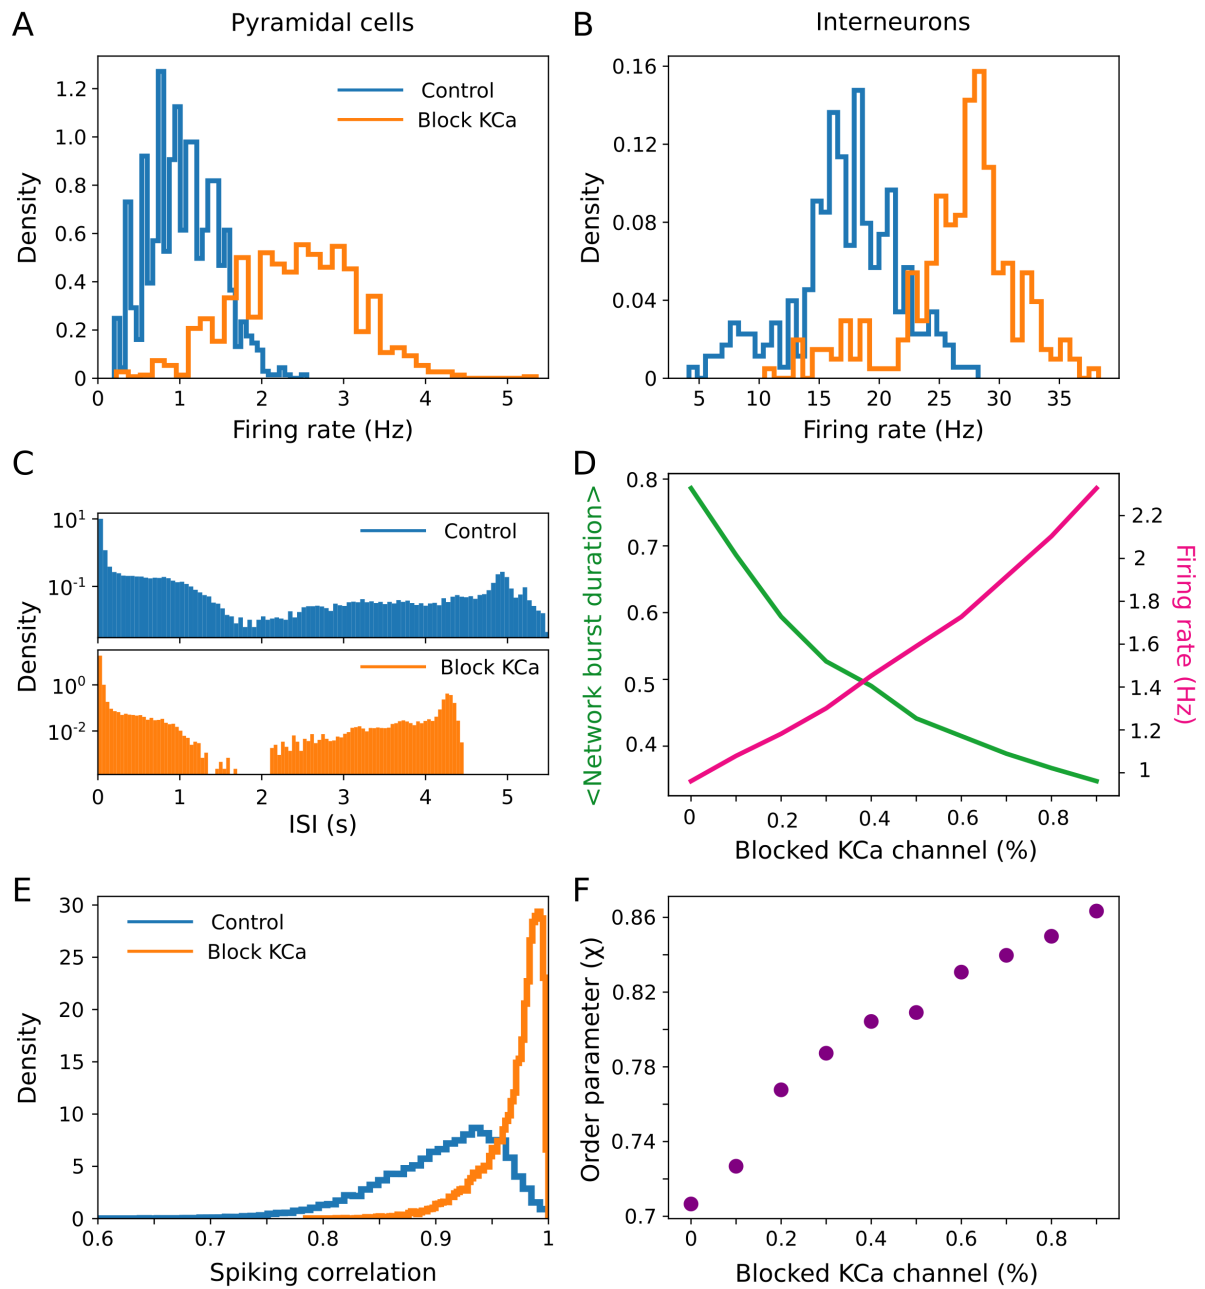 A
Pyramidal cells
B
Interneurons
Density
1.2
1.0
0.8
0.6
0.4
0.2
0
Control
Block KCa
0 1 2 3 4 5
Firing rate (Hz)
Density
0.16
0.12
0.08
0.04
0
5 10 15 20 25 30 35
Firing rate (Hz)
C
Density
10¹
10⁻¹
Control
10⁰
10⁻²
Block KCa
0 1 2 3 4 5
ISI (s)
D
<Network burst duration>
0.8
0.7
0.6
0.5
0.4
2.2
2
1.8
1.6
1.4
1.2
1
Firing rate (Hz)
0 0.2 0.4 0.6 0.8
Blocked KCa channel (%)
E
Density
30
25
20
15
10
5
0
Control
Block KCa
0.6 0.7 0.8 0.9 1
Spiking correlation
F
Order parameter (χ)
0.86
0.82
0.78
0.74
0.7
0 0.2 0.4 0.6 0.8
Blocked KCa channel (%)